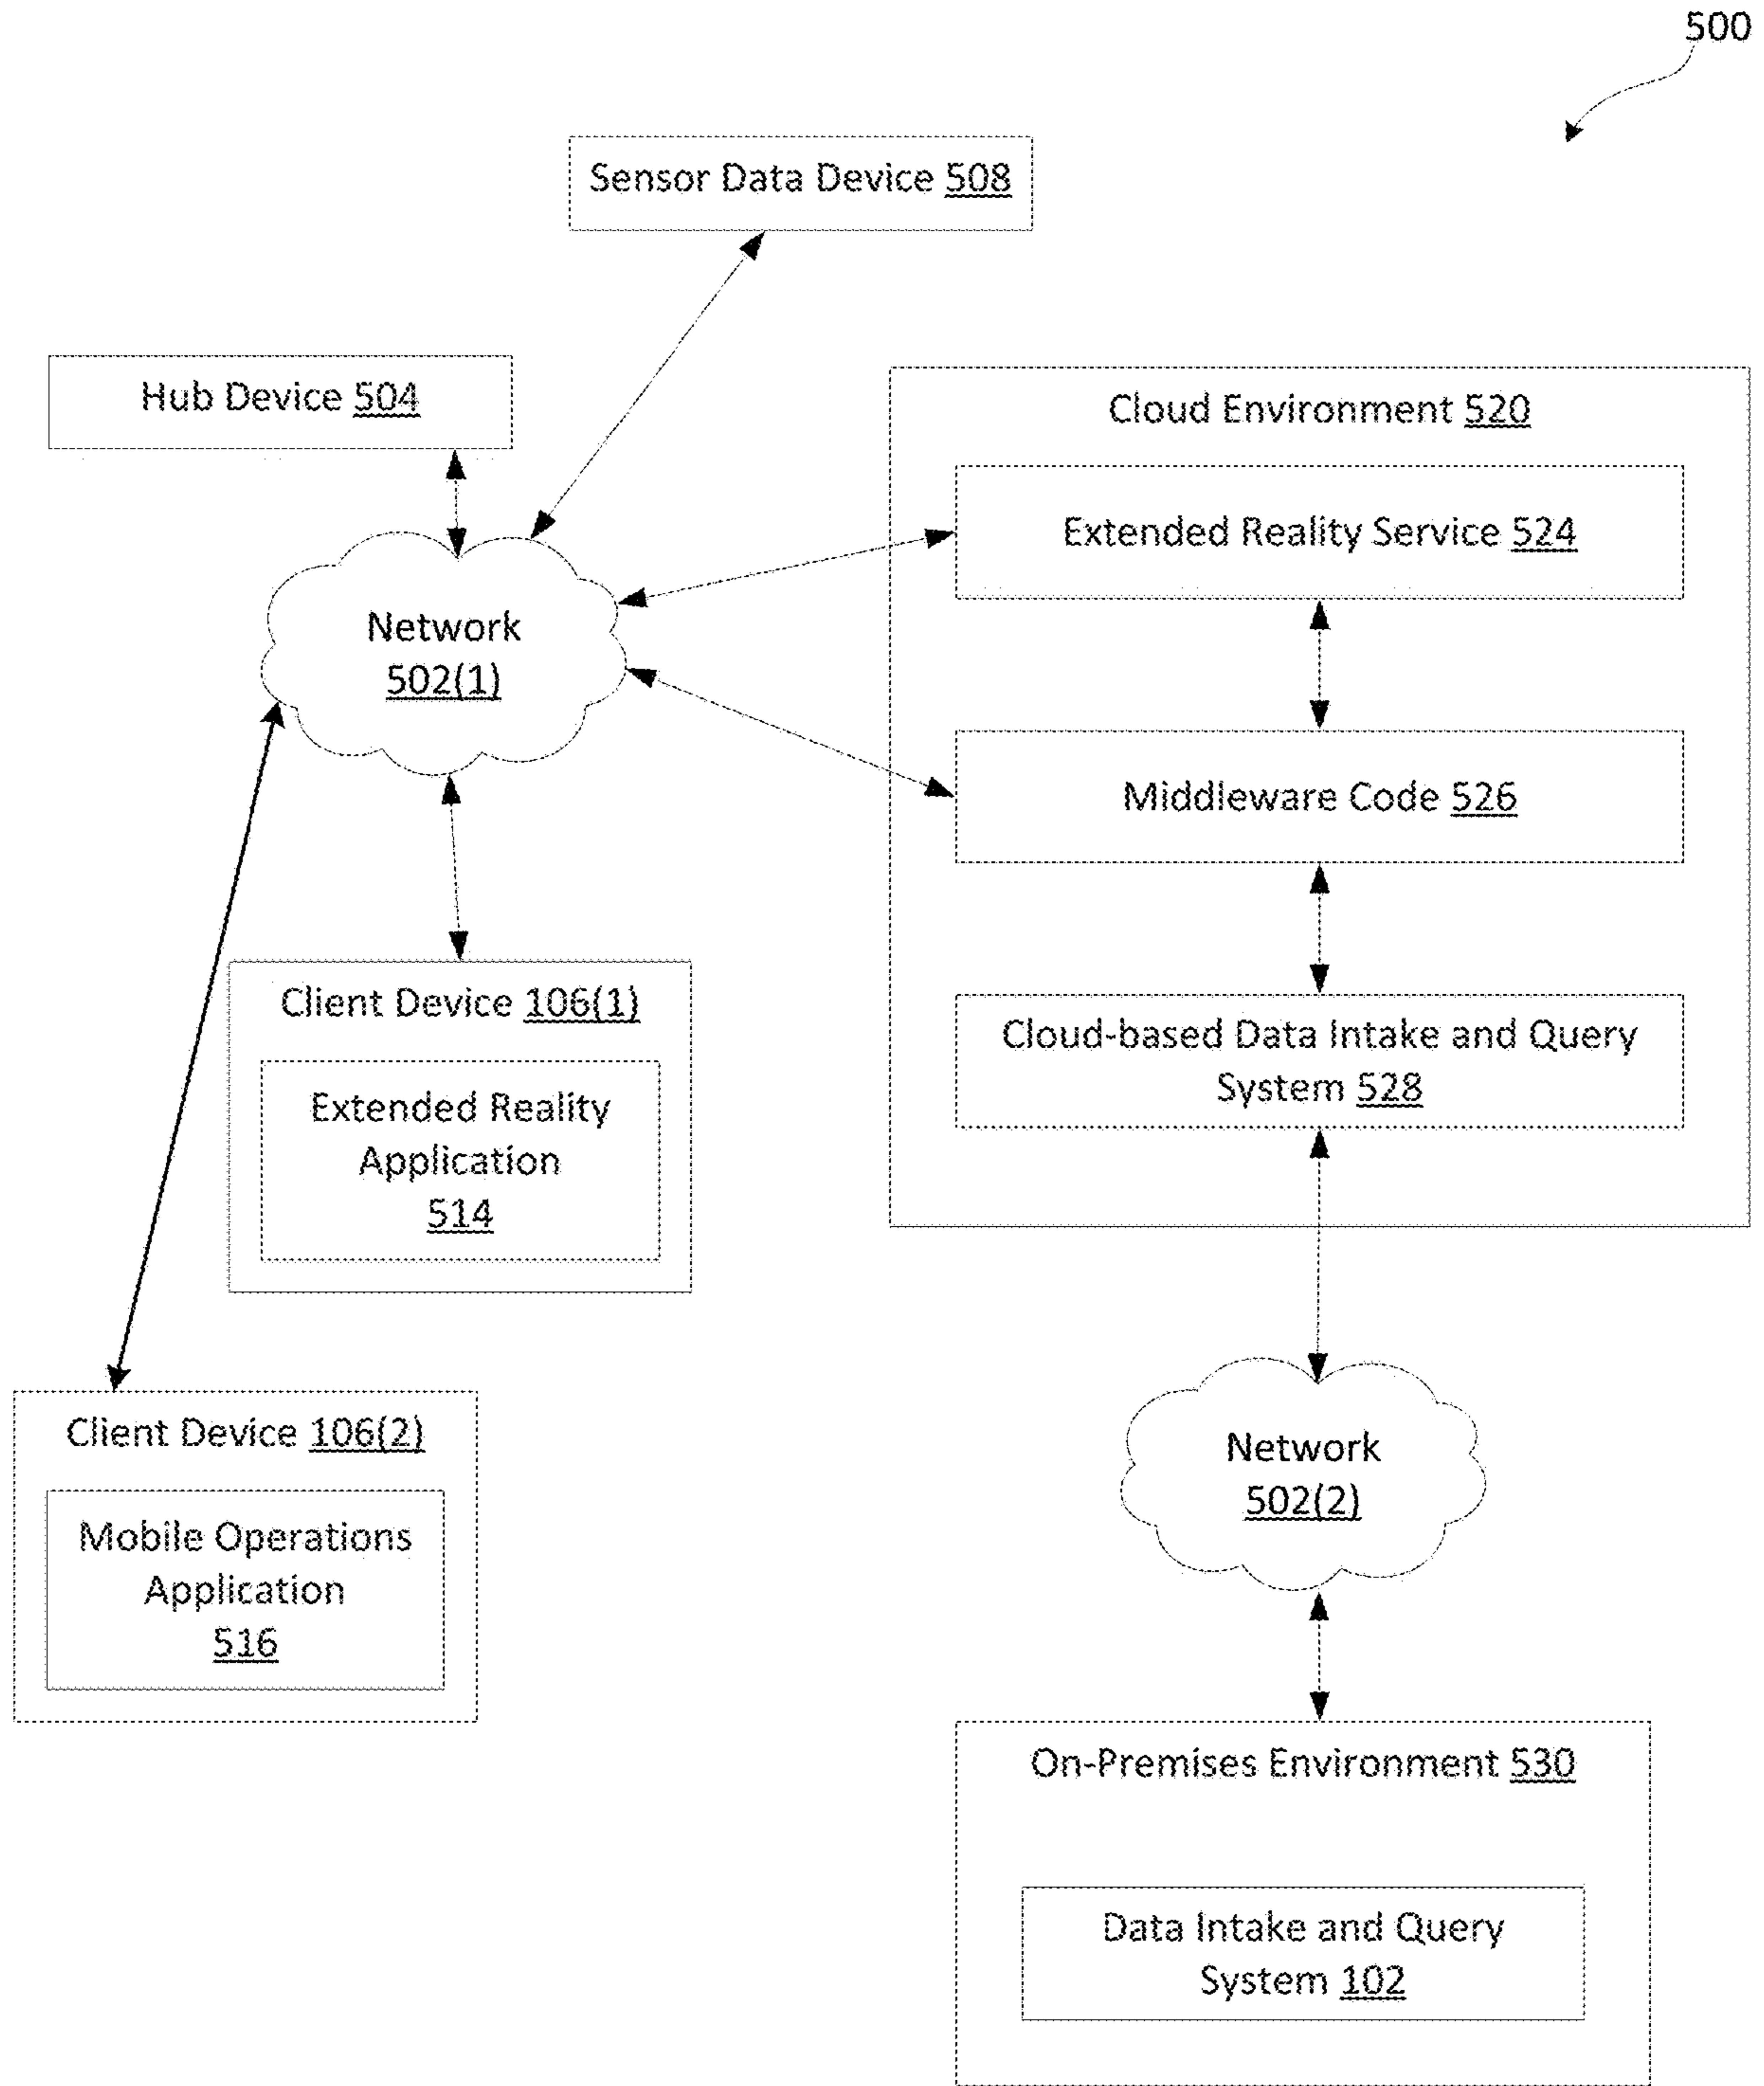 500
Sensor Data Device 508
Hub Device 504
Cloud Environment 520
Extended Reality Service 524
Network
502(1)
Middleware Code 526
Client Device 106(1)
Extended Reality
Application
514
Cloud-based Data Intake and Query
System 528
Client Device 106(2)
Mobile Operations
Application
516
Network
502(2)
On-Premises Environment 530
Data Intake and Query
System 102